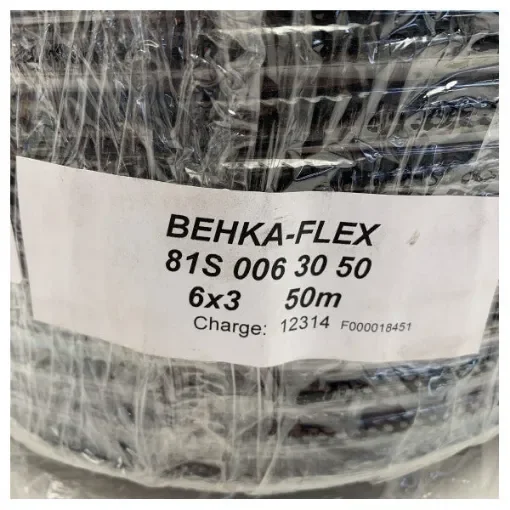 BEHKA-FLEX
81S 006 30 50
6x3 50m
Charge: 12314 F000018451